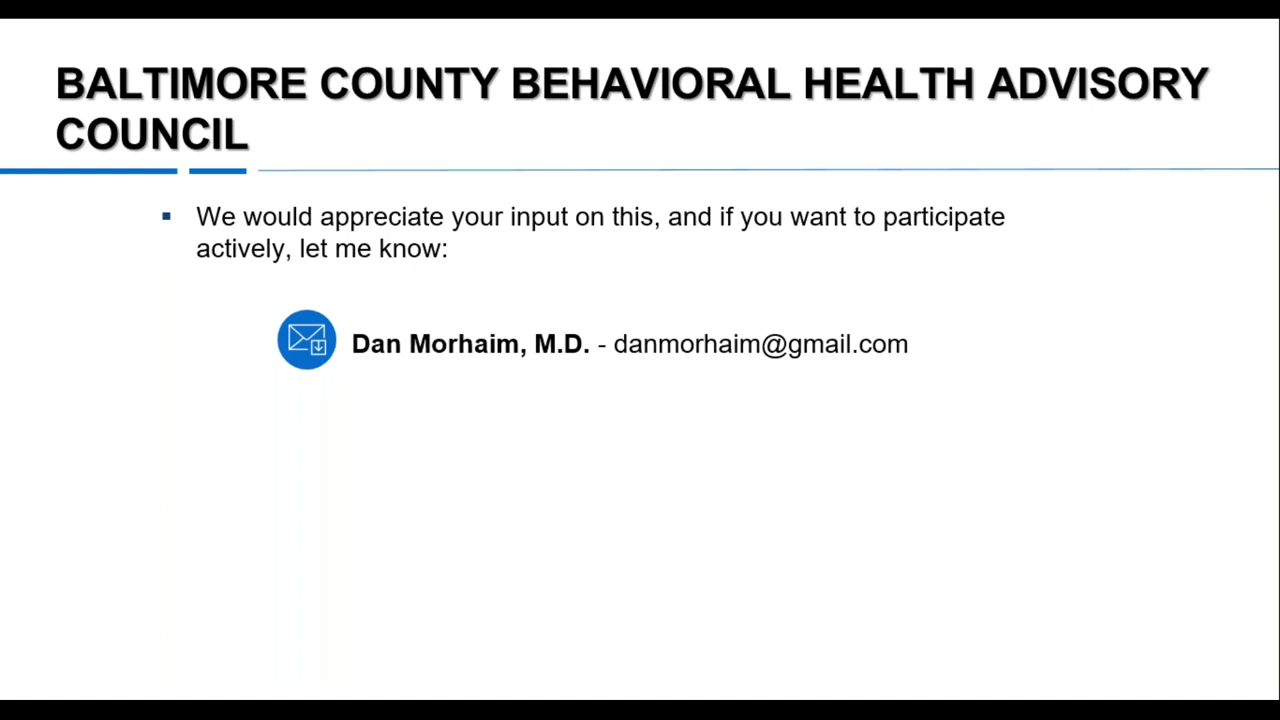 BALTIMORE COUNTY BEHAVIORAL HEALTH ADVISORY
COUNCIL
▪ We would appreciate your input on this, and if you want to participate
actively, let me know:
Dan Morhaim, M.D. - danmorhaim@gmail.com